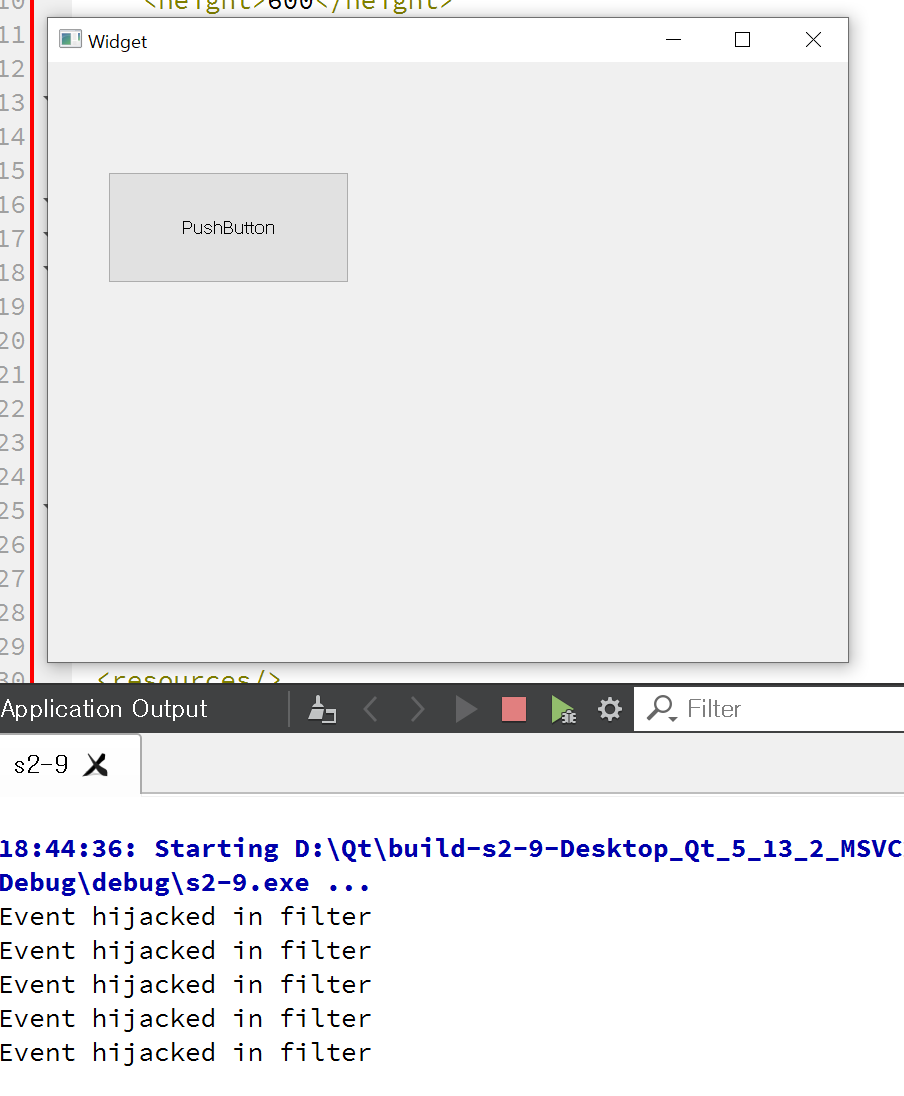 10
<height>600</height>
11
Widget
12
13
14
15
16
17
PushButton
18
19
20
21
22
23
24
25
26
27
28
29
30
<resources/>
Application Output
Filter
s2-9
18:44:36: Starting D:\Qt\build-s2-9-Desktop_Qt_5_13_2_MSVC
Debug\debug\s2-9.exe ...
Event hijacked in filter
Event hijacked in filter
Event hijacked in filter
Event hijacked in filter
Event hijacked in filter